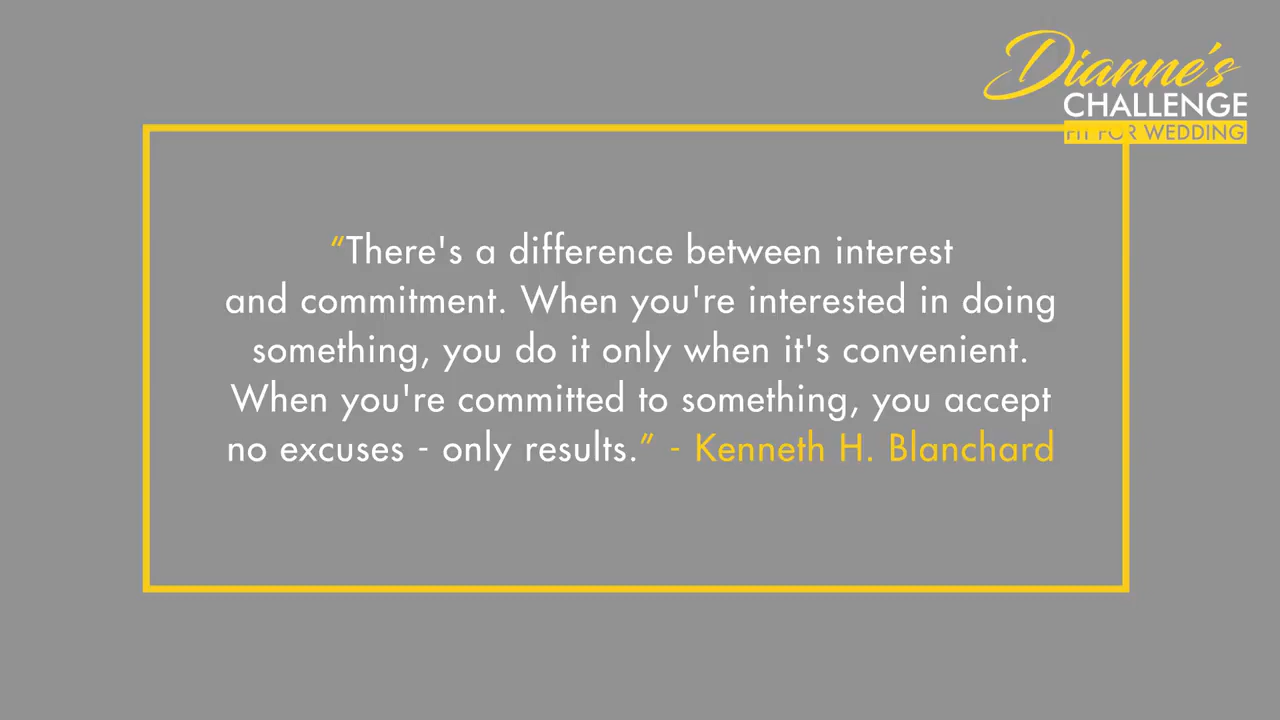 Dianne's
CHALLENGE
FIT FOR WEDDING
“There's a difference between interest
and commitment. When you're interested in doing
something, you do it only when it's convenient.
When you're committed to something, you accept
no excuses - only results.” - Kenneth H. Blanchard